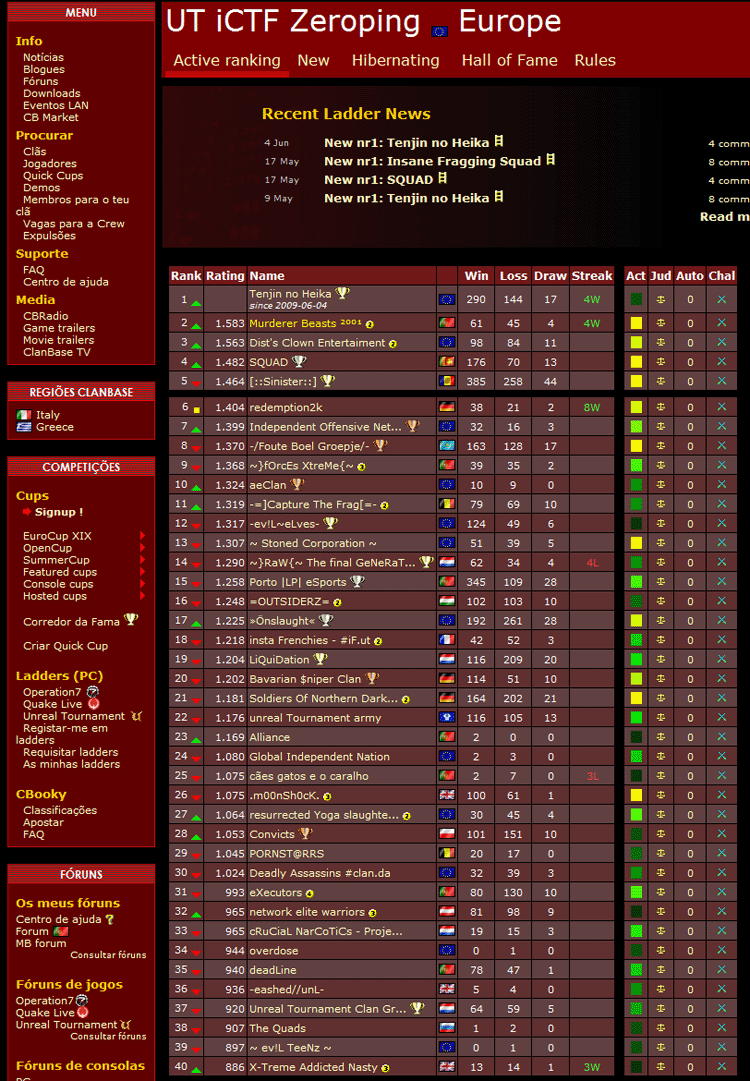 MENU
Info
Notícias
Blogues
Fóruns
Downloads
Eventos LAN
CB Market
Procurar
Clãs
Jogadores
Quick Cups
Demos
Membros para o teu
clã
Vagas para a Crew
Expulsões
Suporte
FAQ
Centro de ajuda
Media
CBRadio
Game trailers
Movie trailers
ClanBase TV
REGIÕES CLANBASE
Italy
Greece
COMPETIÇÕES
Cups
Signup !
EuroCup XIX
OpenCup
SummerCup
Featured cups
Console cups
Hosted cups
Corredor da Fama
Criar Quick Cup
Ladders (PC)
Operation7
Quake Live
Unreal Tournament
Registar-me em
ladders
Requisitar ladders
As minhas ladders
CBooky
Classificações
Apostar
FAQ
FÓRUNS
Os meus fóruns
Centro de ajuda
Forum
MB forum
Consultar fóruns
Fóruns de jogos
Operation7
Quake Live
Unreal Tournament
Consultar fóruns
Fóruns de consolas
UT iCTF Zeroping Europe
Active ranking New Hibernating Hall of Fame Rules
Recent Ladder News
4 Jun New nr1: Tenjin no Heika 4 comm
17 May New nr1: Insane Fragging Squad 8 comm
17 May New nr1: SQUAD 4 comm
9 May New nr1: Tenjin no Heika 8 comm
Read m
Rank Rating Name Win Loss Draw Streak Act Jud Auto Chal
1 Tenjin no Heika 290 144 17 4W 0
since 2009-06-04
2 1.583 Murderer Beasts ²⁰⁰¹ 2 61 45 4 4W 0
3 1.563 Dist's Clown Entertaiment 2 98 84 11 0
4 1.482 SQUAD 176 70 13 0
5 1.464 [::Sinister::] 385 258 44 0
6 1.404 redemption2k 38 21 2 8W 0
7 1.399 Independent Offensive Net... 32 16 3 0
8 1.370 -/Foute Boel Groepje/- 163 128 17 0
9 1.368 ~}fOrcEs XtreMe{~ 3 39 35 2 0
10 1.324 aeClan 10 9 0 0
11 1.319 -=]Capture The Frag[=- 2 79 69 10 0
12 1.317 -ev!L~eLves- 124 49 6 0
13 1.307 ~ Stoned Corporation ~ 51 39 5 0
14 1.290 ~}RaW{~ The final GeNeRaT... 62 34 4 4L 0
15 1.258 Porto |LP| eSports 345 109 28 0
16 1.248 =OUTSIDERZ= 2 102 103 10 0
17 1.225 »Önslaught« 192 261 28 0
18 1.218 insta Frenchies - #iF.ut 2 42 52 3 0
19 1.204 LiQuiDation 116 209 20 0
20 1.202 Bavarian $niper Clan 114 51 10 0
21 1.181 Soldiers Of Northern Dark... 2 164 202 21 0
22 1.176 unreal Tournament army 116 105 13 0
23 1.169 Alliance 2 0 0 0
24 1.080 Global Independent Nation 2 3 0 0
25 1.075 cães gatos e o caralho 2 7 0 3L 0
26 1.075 .m00nSh0cK. 3 100 61 1 0
27 1.064 resurrected Yoga slaughte... 2 30 45 4 0
28 1.053 Convicts 101 151 10 0
29 1.045 PORNST@RRS 20 17 0 0
30 1.024 Deadly Assassins #clan.da 32 39 3 0
31 993 eXecutors 4 80 130 10 0
32 965 network elite warriors 3 81 98 9 0
33 965 cRuCiaL NarCoTiCs - Proje... 19 15 3 0
34 944 overdose 0 1 0 0
35 940 deadLine 78 47 1 0
36 936 -eashed//unL- 5 4 0 0
37 920 Unreal Tournament Clan Gr... 64 59 5 0
38 907 The Quads 1 2 0 0
39 897 ~ ev!L TeeNz ~ 0 1 0 0
40 886 X-Treme Addicted Nasty 3 13 14 1 3W 0